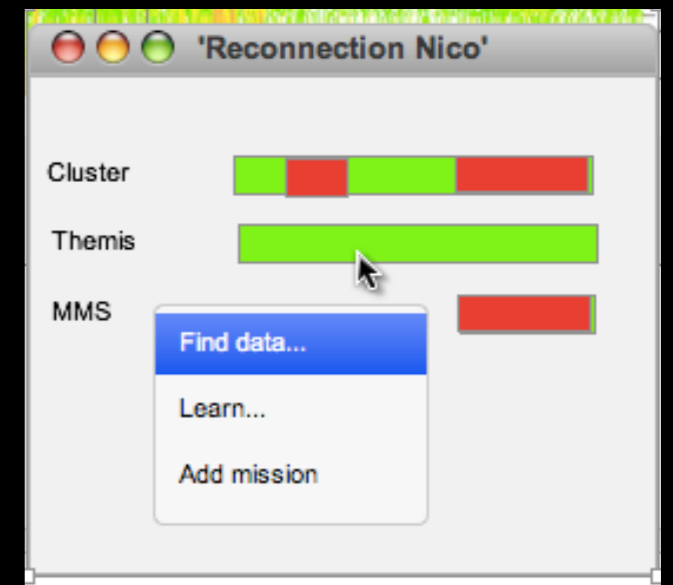 'Reconnection Nico'
Cluster
Themis
MMS
Find data...
Learn...
Add mission